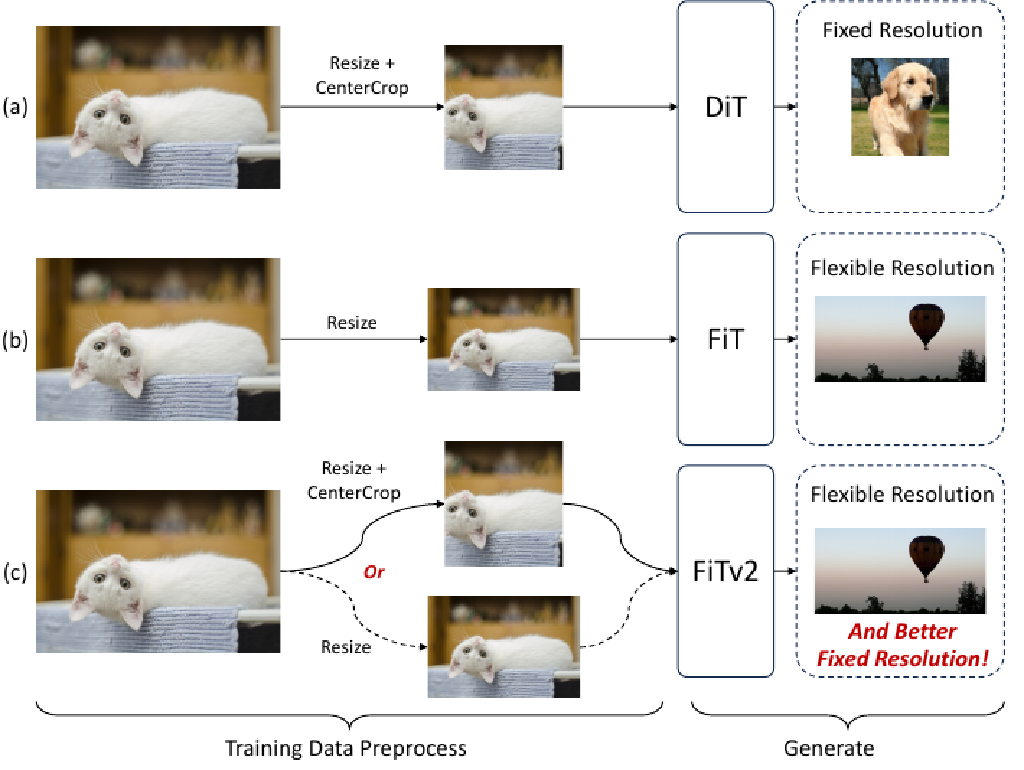 (a)
Resize +
CenterCrop
DiT
Fixed Resolution
(b)
Resize
FiT
Flexible Resolution
(c)
Resize +
CenterCrop
Or
Resize
FiTv2
Flexible Resolution
And Better
Fixed Resolution!
Training Data Preprocess
Generate